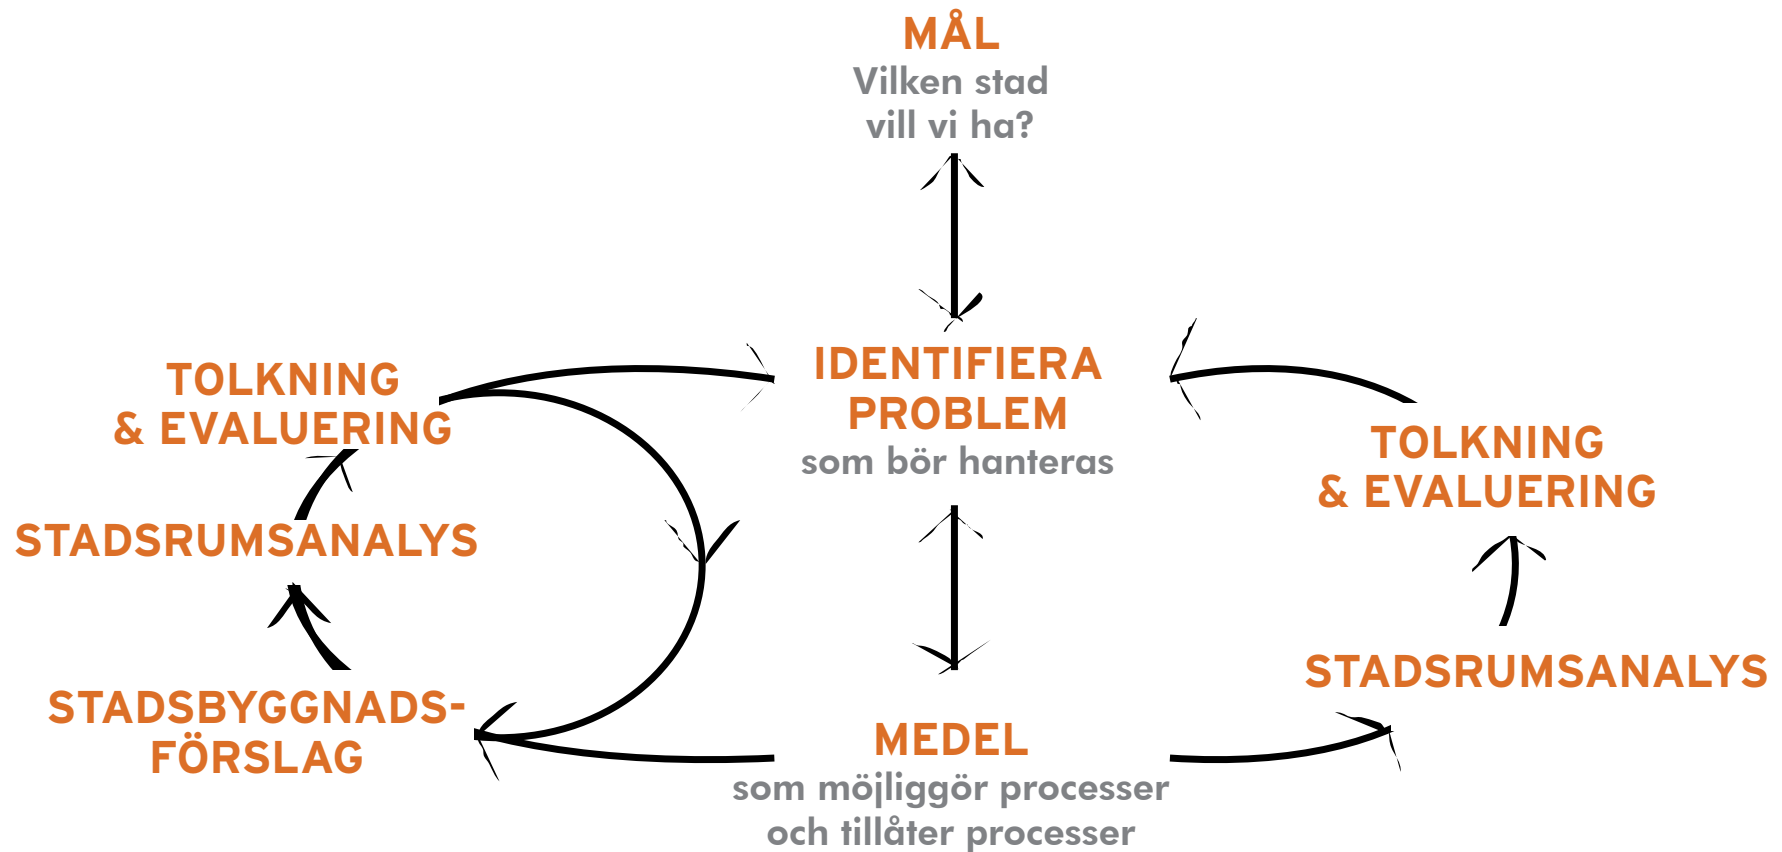 MÅL
Vilken stad
vill vi ha?
IDENTIFIERA
PROBLEM
som bör hanteras
TOLKNING
& EVALUERING
STADSRUMSANALYS
STADSBYGGNADS-
FÖRSLAG
MEDEL
som möjliggör processer
och tillåter processer
TOLKNING
& EVALUERING
STADSRUMSANALYS